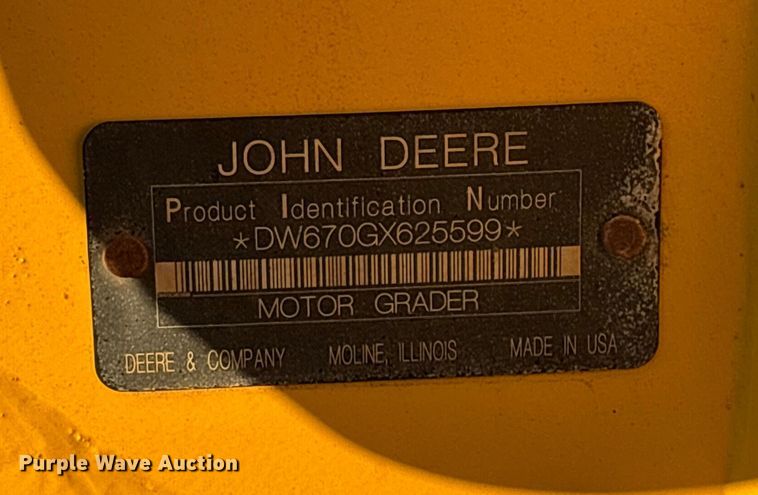 JOHN DEERE
Product Identification Number
*DW670GX625599*
MOTOR GRADER
DEERE & COMPANY MOLINE, ILLINOIS MADE IN USA
Purple Wave Auction